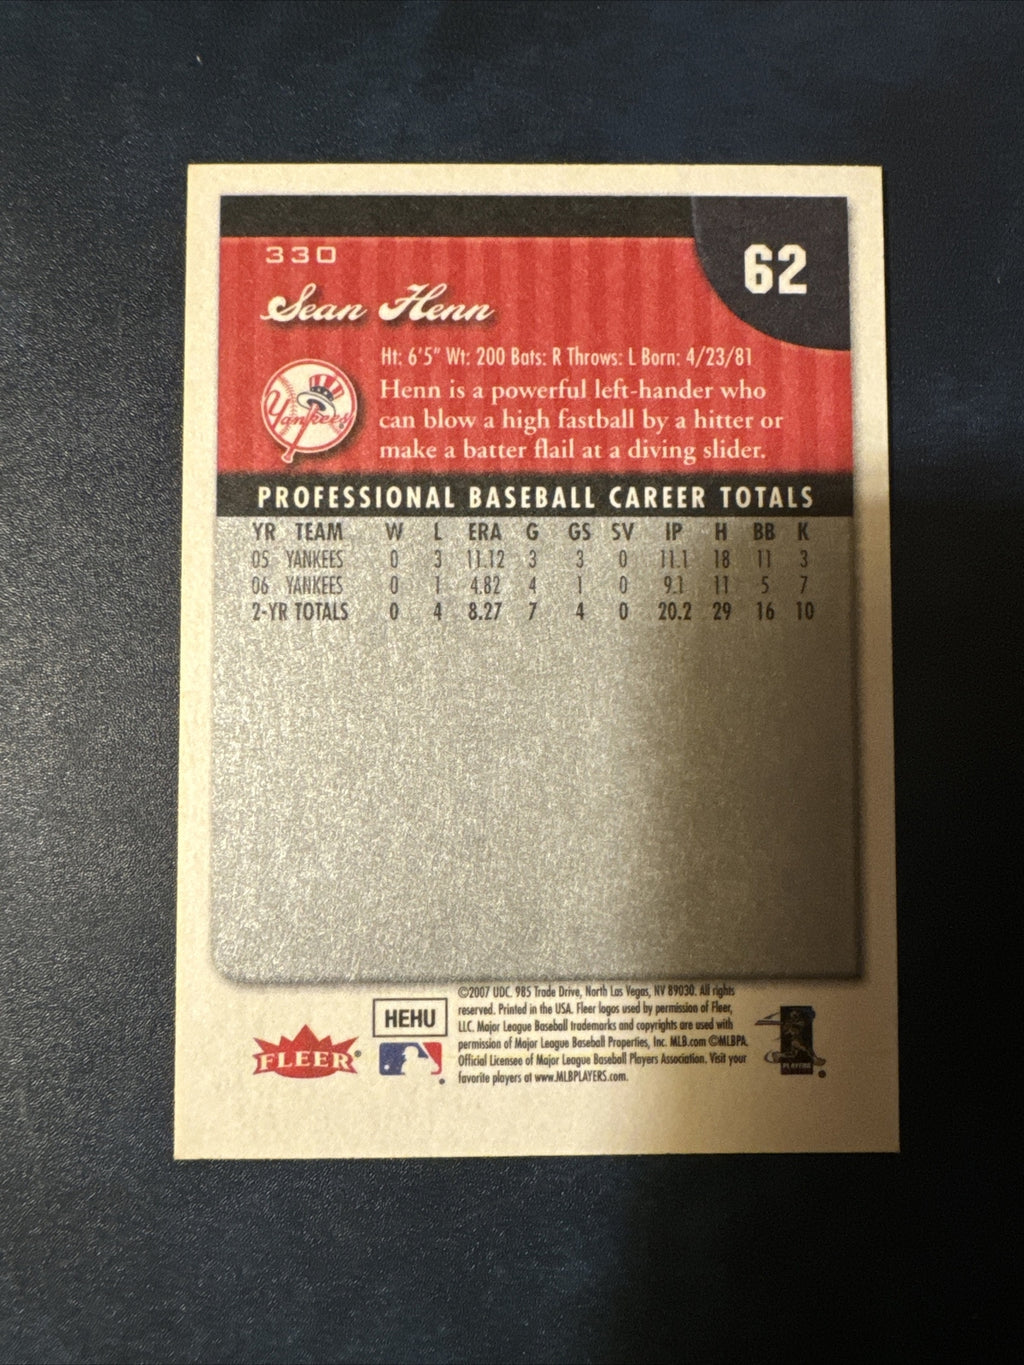 330
62
Sean Henn
Ht: 6'5" Wt: 200 Bats: R Throws: L Born: 4/23/81
Yankees
Henn is a powerful left-hander who
can blow a high fastball by a hitter or
make a batter flail at a diving slider.
PROFESSIONAL BASEBALL CAREER TOTALS
YR TEAM W L ERA G GS SV IP H BB K
05 YANKEES 0 3 11.12 3 3 0 11.1 18 11 3
06 YANKEES 0 1 4.82 4 1 0 9.1 11 5 7
2-YR TOTALS 0 4 8.27 7 4 0 20.2 29 16 10
©2007 UDC. 985 Trade Drive, North Las Vegas, NV 89030. All rights
reserved. Printed in the USA. Fleer logos used by permission of Fleer,
LLC. Major League Baseball trademarks and copyrights are used with
permission of Major League Baseball Properties, Inc. MLB.com ©MLBPA.
Official Licensee of Major League Baseball Players Association. Visit your
favorite players at www.MLBPLAYERS.com.
HEHU
FLEER®
PLAYERS